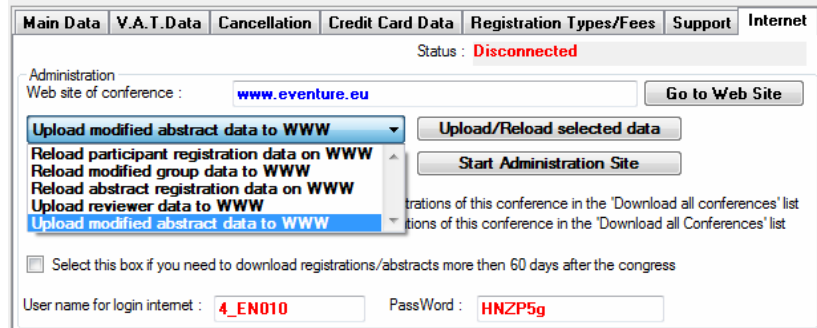 Main Data V.A.T.Data Cancellation Credit Card Data Registration Types/Fees Support Internet
Status : Disconnected
Administration
Web site of conference : www.eventure.eu Go to Web Site
Upload modified abstract data to WWW Upload/Reload selected data
Reload participant registration data on WWW
Reload modified group data to WWW Start Administration Site
Reload abstract registration data on WWW
Upload reviewer data to WWW trations of this conference in the 'Download all conferences' list
Upload modified abstract data to WWW tions of this conference in the 'Download all Conferences' list
Select this box if you need to download registrations/abstracts more then 60 days after the congress
User name for login internet : 4_EN010 PassWord : HNZP5g